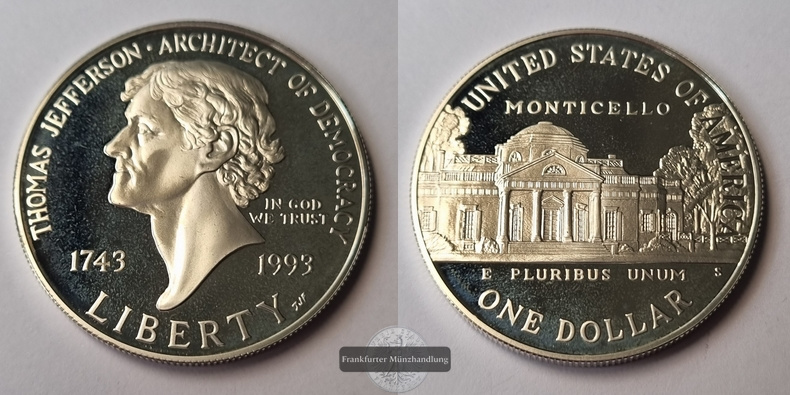 THOMAS JEFFERSON · ARCHITECT OF DEMOCRACY
IN GOD
WE TRUST
1743 1993
LIBERTY
UNITED STATES OF AMERICA
MONTICELLO
E PLURIBUS UNUM S
ONE DOLLAR
Frankfurter Münzhandlung